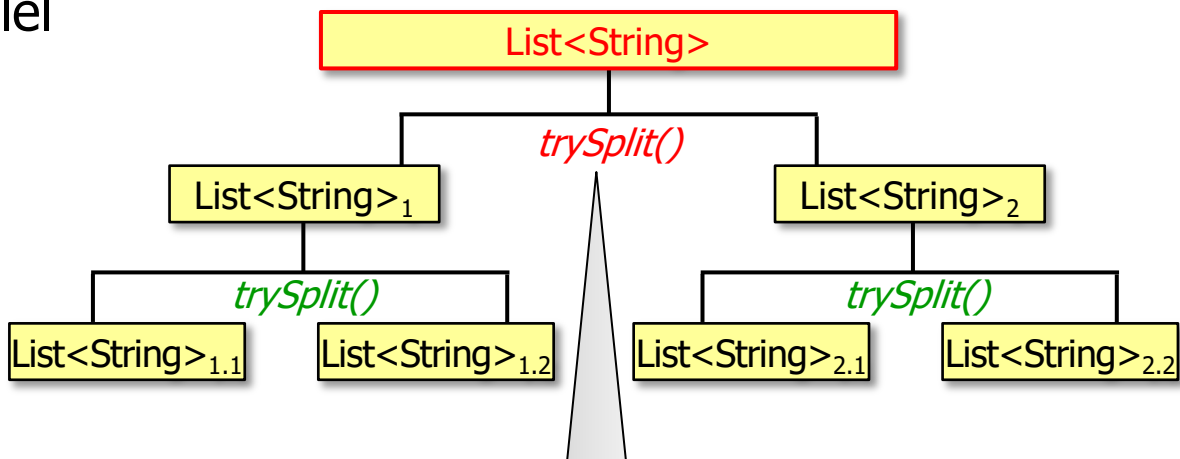 lel
List<String>
trySplit()
List<String>₁
List<String>₂
trySplit()
trySplit()
List<String>₁.₁
List<String>₁.₂
List<String>₂.₁
List<String>₂.₂